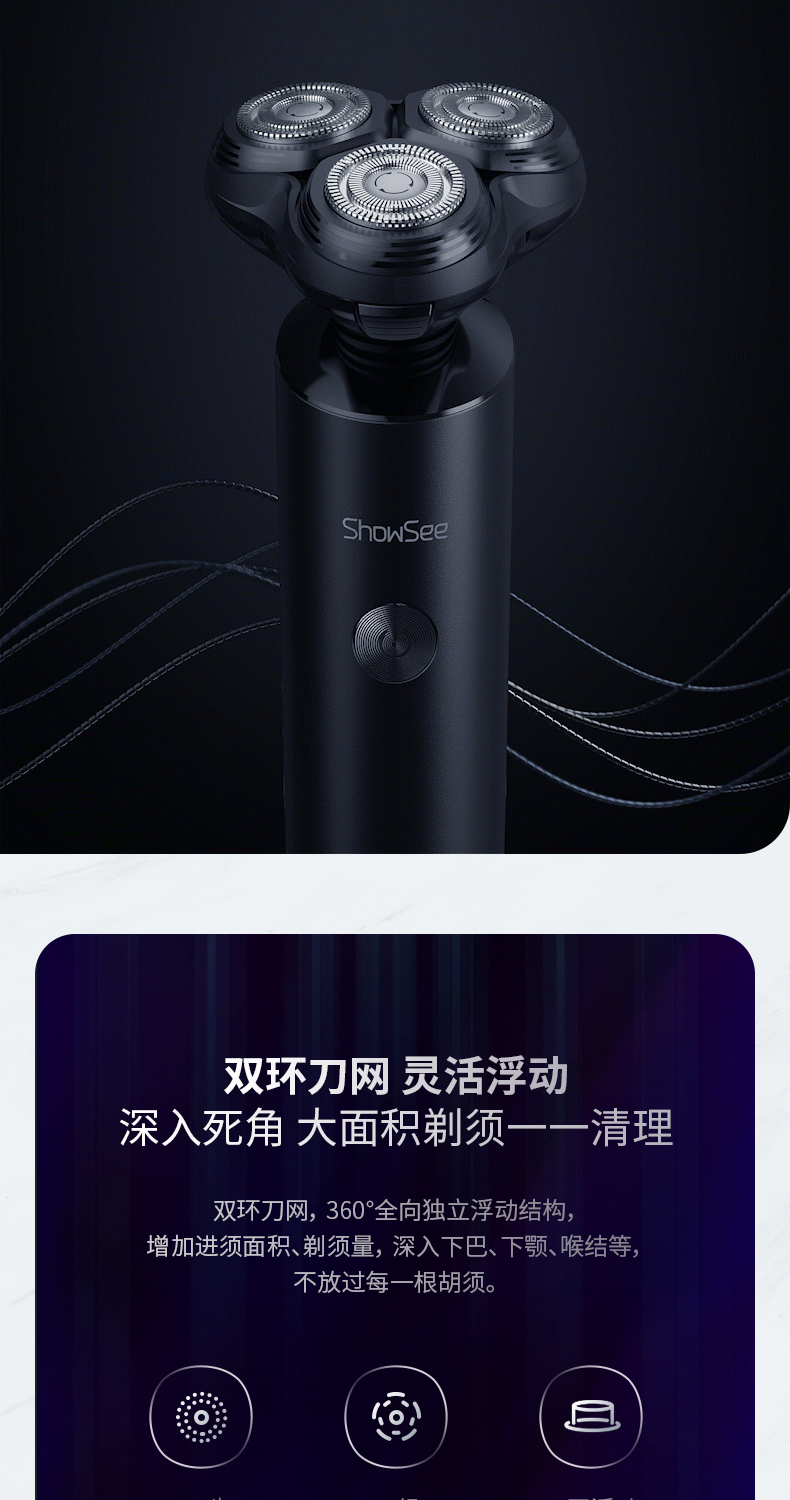 ShowSee
双环刀网 灵活浮动
深入死角 大面积剃须一一清理
双环刀网，360°全向独立浮动结构，
增加进须面积、剃须量，深入下巴、下颚、喉结等，
不放过每一根胡须。